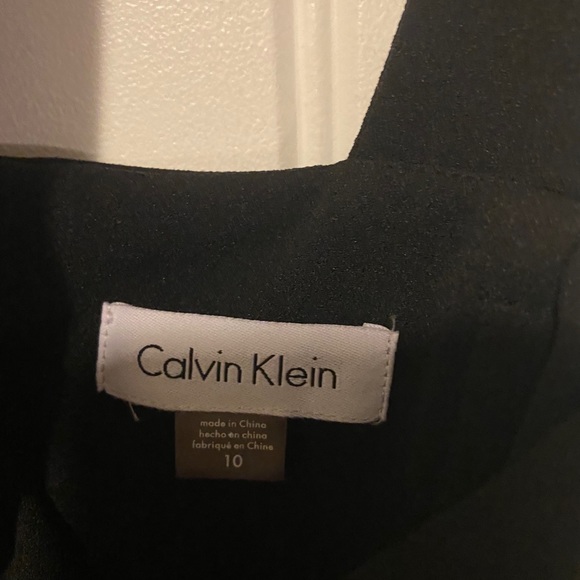 Calvin Klein
made in China
hecho en china
fabriqué en Chine
10